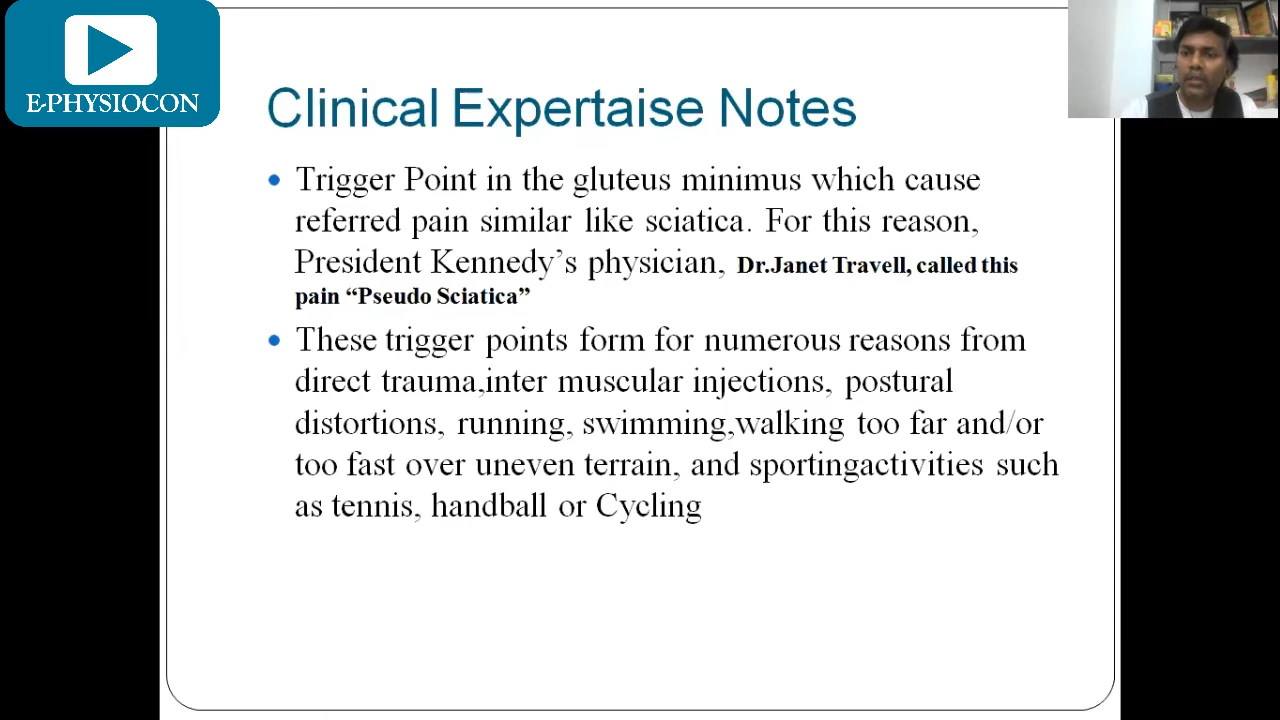 E-PHYSIOCON
Clinical Expertaise Notes
• Trigger Point in the gluteus minimus which cause
referred pain similar like sciatica. For this reason,
President Kennedy’s physician, Dr.Janet Travell, called this
pain “Pseudo Sciatica”
• These trigger points form for numerous reasons from
direct trauma,inter muscular injections, postural
distortions, running, swimming,walking too far and/or
too fast over uneven terrain, and sportingactivities such
as tennis, handball or Cycling